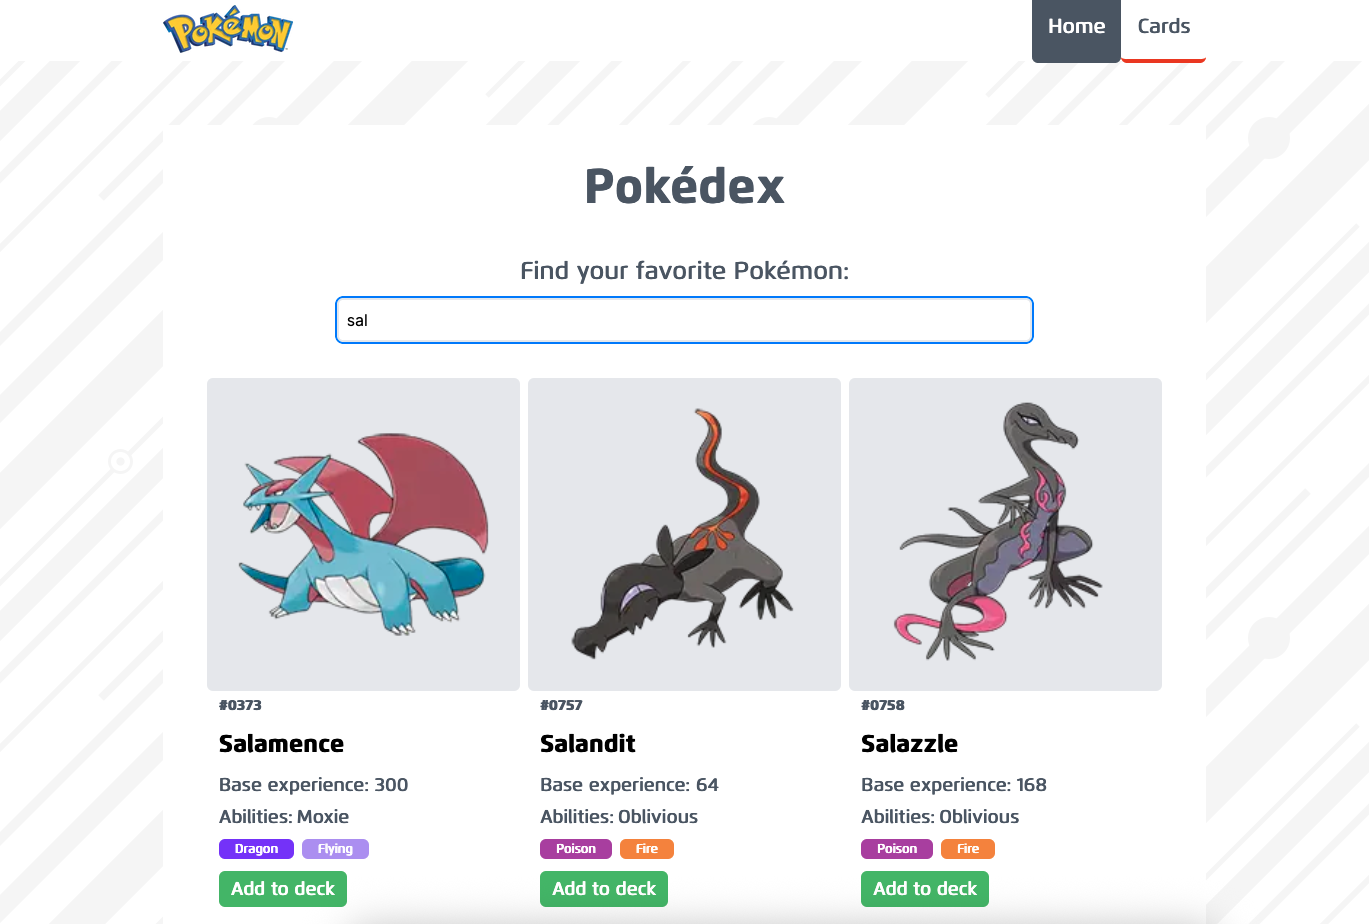 POKÉMON
Home
Cards
Pokédex
Find your favorite Pokémon:
sal
#0373
Salamence
Base experience: 300
Abilities: Moxie
Dragon Flying
Add to deck
#0757
Salandit
Base experience: 64
Abilities: Oblivious
Poison Fire
Add to deck
#0758
Salazzle
Base experience: 168
Abilities: Oblivious
Poison Fire
Add to deck